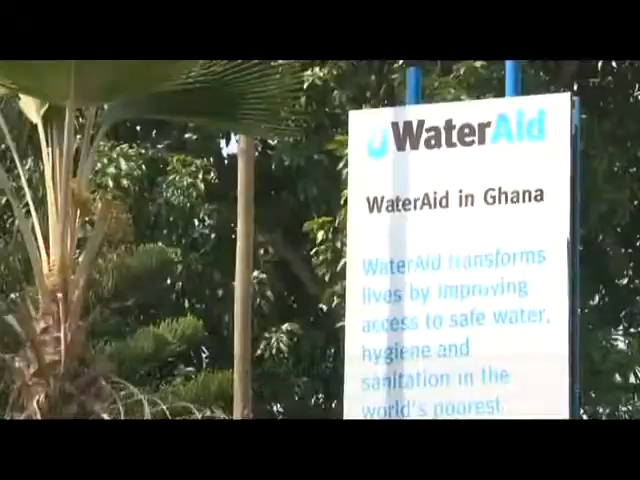 WaterAid
WaterAid in Ghana
WaterAid transforms
lives by improving
access to safe water,
hygiene and
sanitation in the
world's poorest